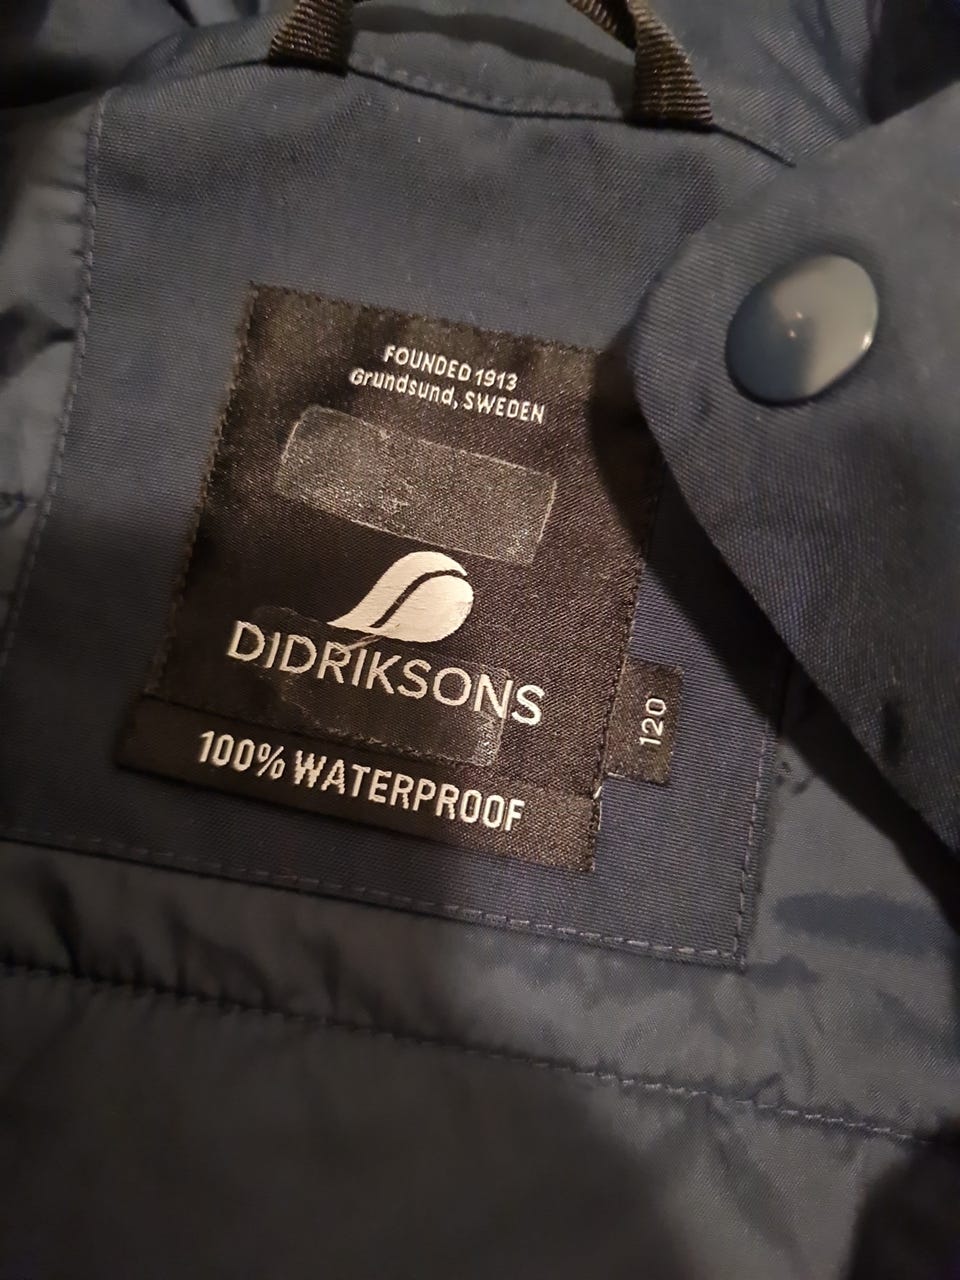 FOUNDED 1913
Grundsund, SWEDEN
DIDRIKSONS
100% WATERPROOF
120